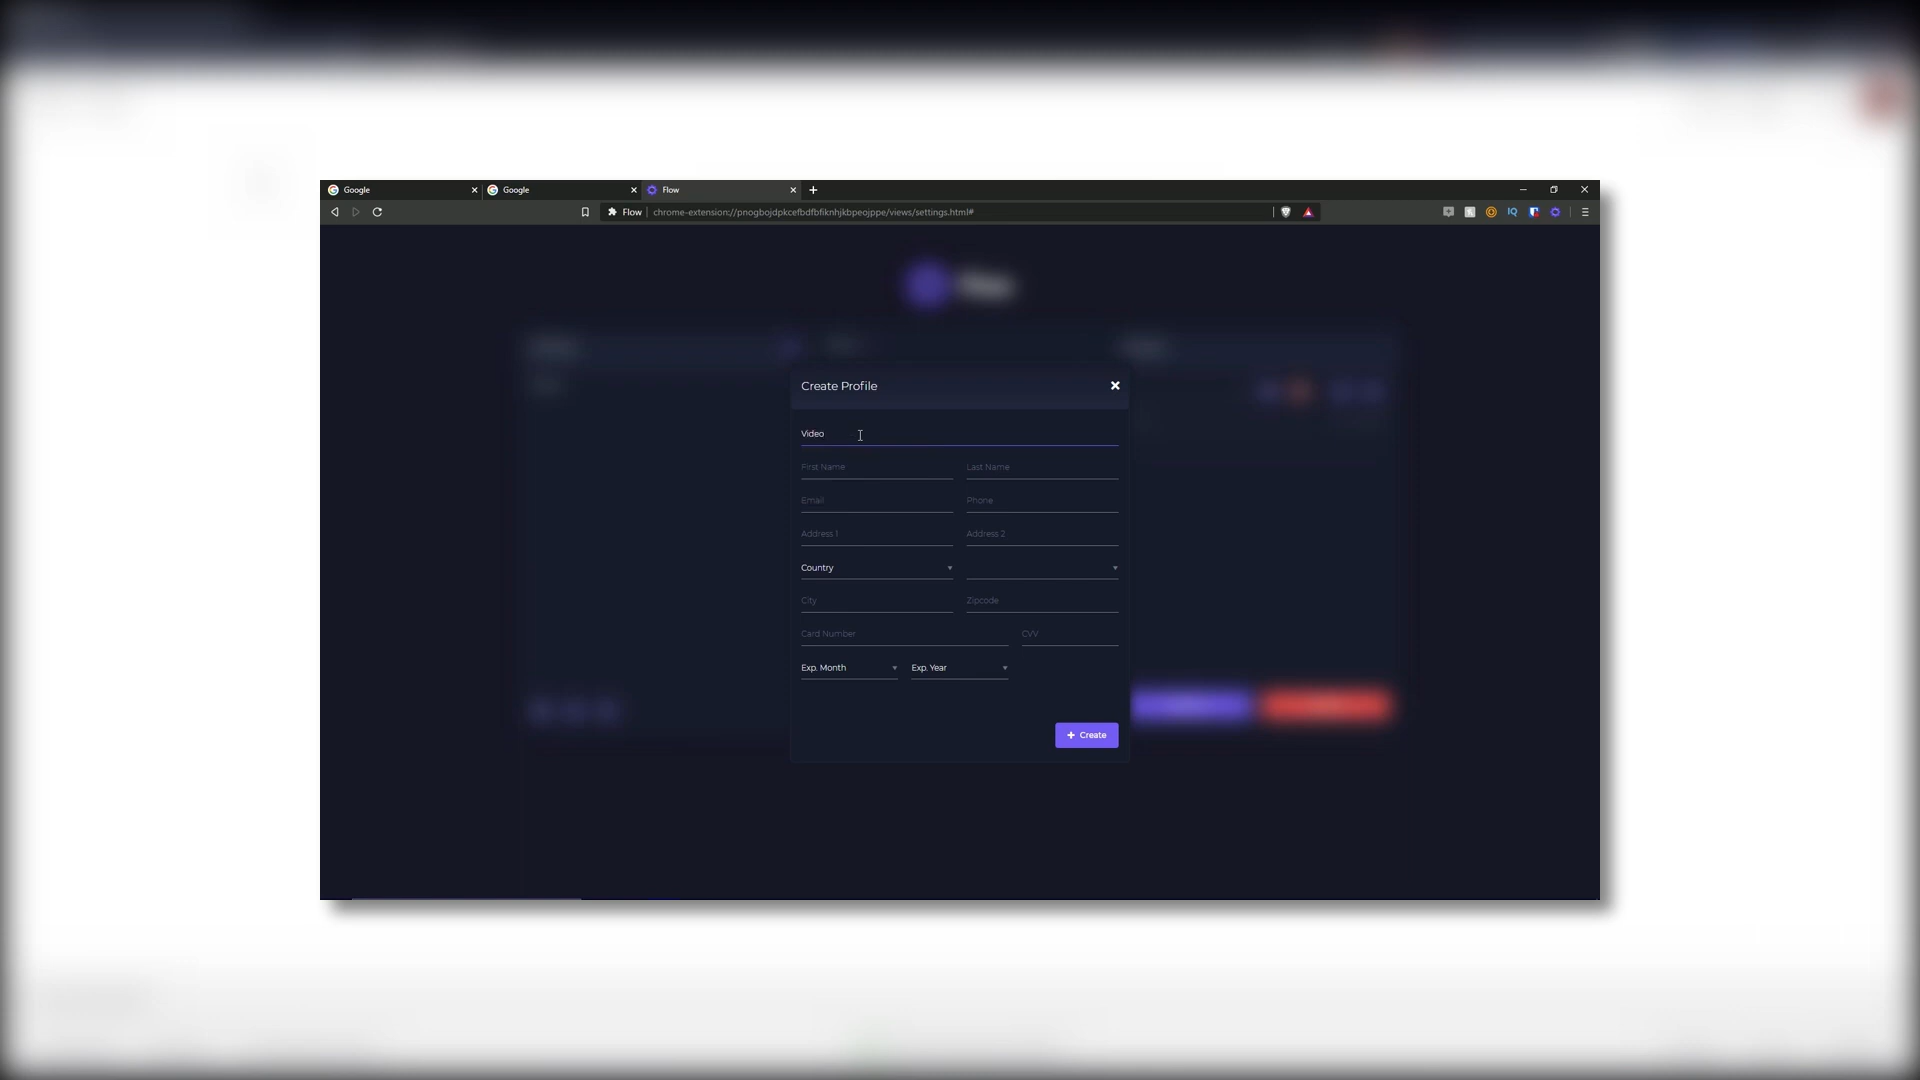 Google
Google
Flow
Flow
chrome-extension://pnogbojdpkcefbdfbfiknhjkbpeojppe/views/settings.html#
IQ
Create Profile
Video
First Name Last Name
Email Phone
Address 1 Address 2
Country
City Zipcode
Card Number CVV
Exp. Month Exp. Year
+ Create